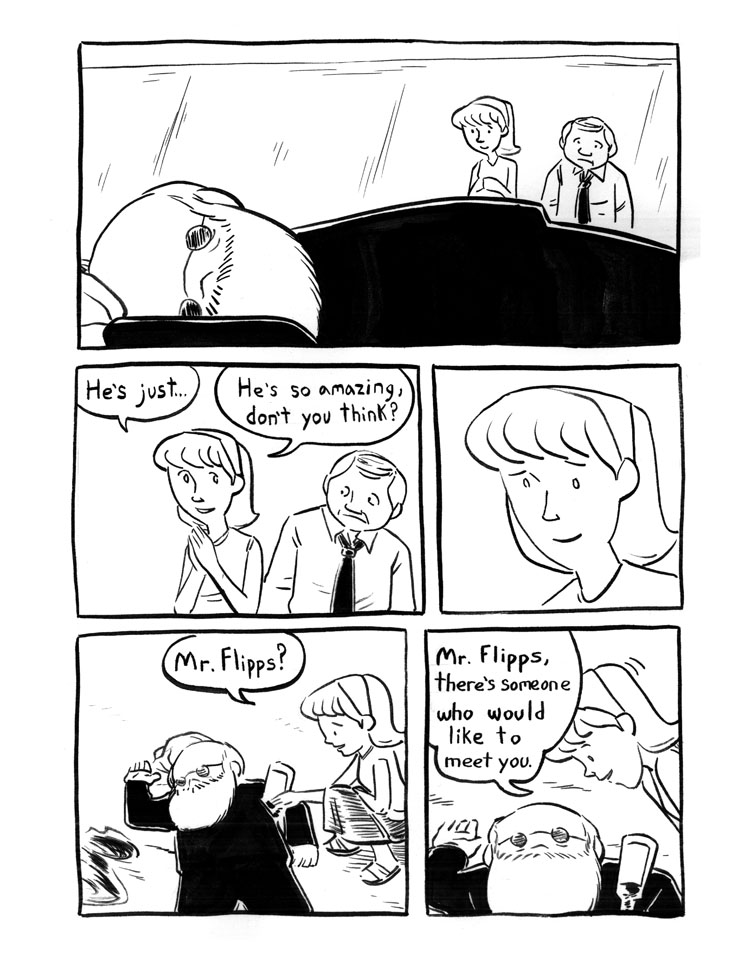 He's just...
He's so amazing,
don't you think?
Mr. Flipps?
Mr. Flipps,
there's someone
who would
like to
meet you.